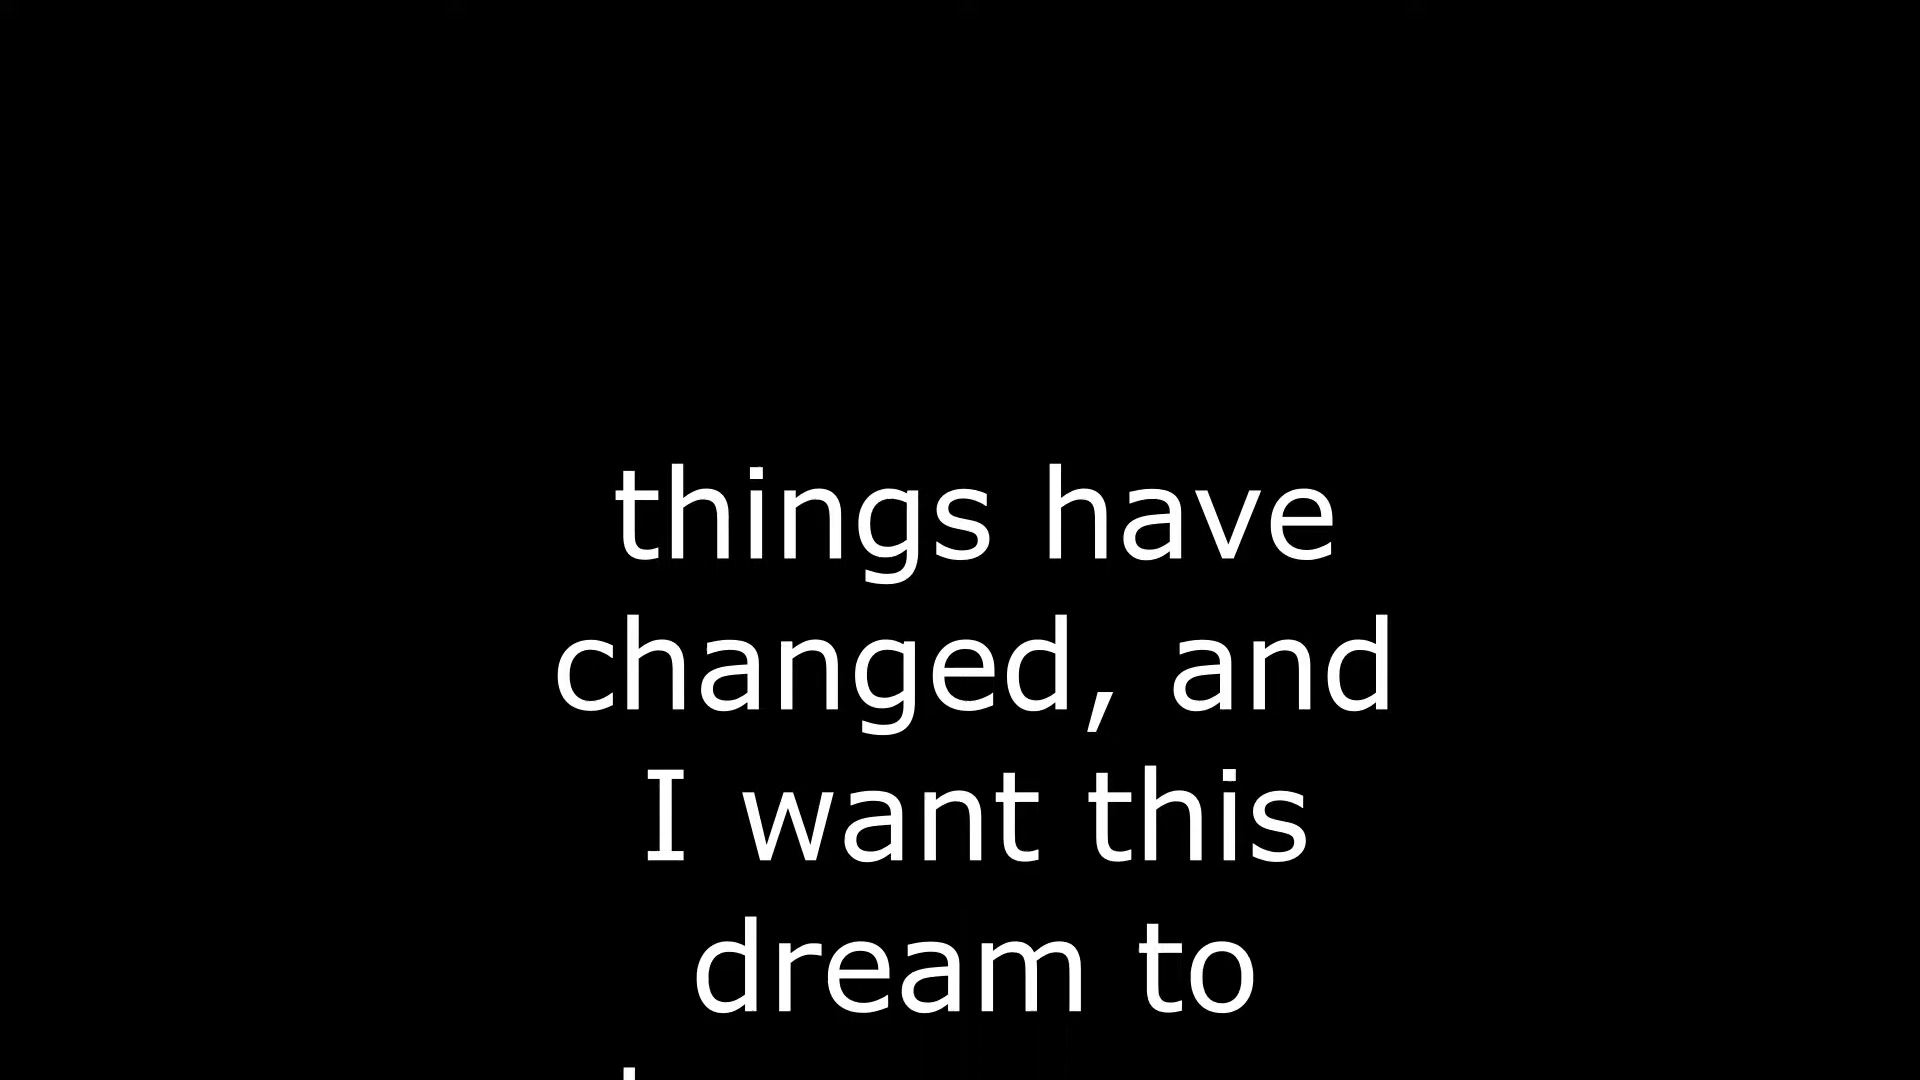 things have
changed, and
I want this
dream to